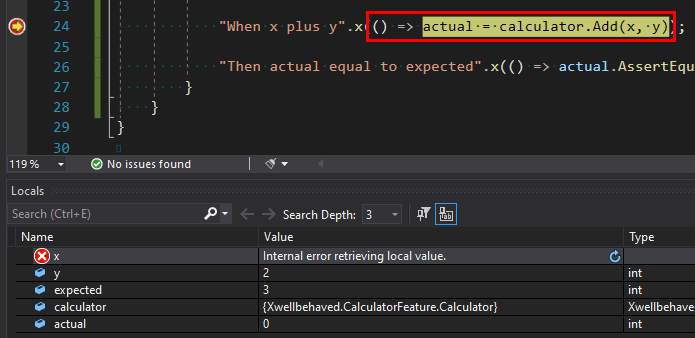 23
24 "When x plus y".x(() => actual = calculator.Add(x, y));
25
26 "Then actual equal to expected".x(() => actual.AssertEqu
27 }
28 }
29 }
30
119 % No issues found
Locals
Search (Ctrl+E) Search Depth: 3
Name Value Type
x Internal error retrieving local value.
y 2 int
expected 3 int
calculator {Xwellbehaved.CalculatorFeature.Calculator} Xwellbehaved.
actual 0 int